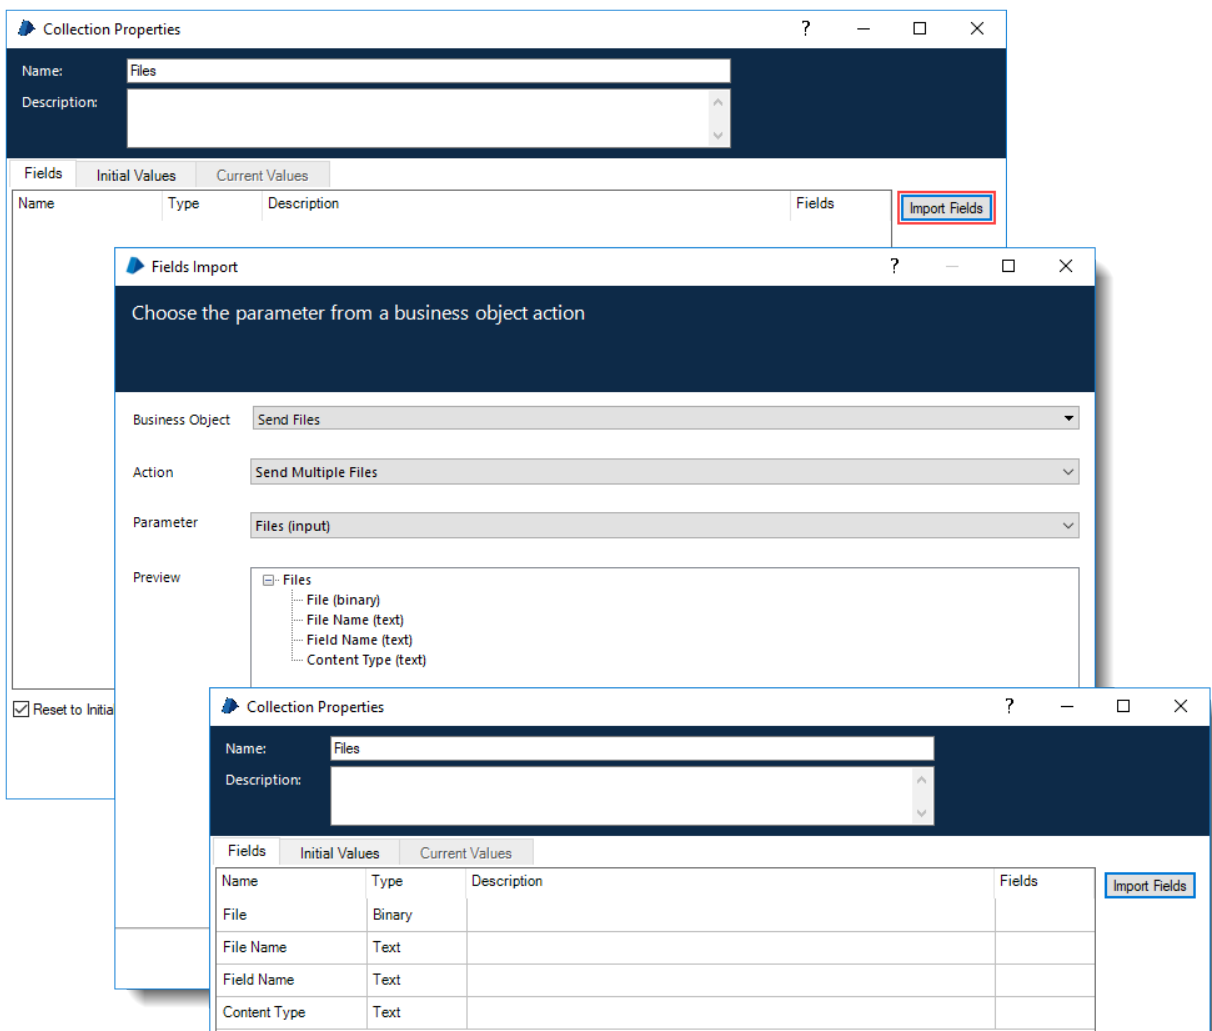 Collection Properties
?
Name:
Files
Description:
Fields
Initial Values
Current Values
Name Type Description Fields
Import Fields
Fields Import
?
Choose the parameter from a business object action
Business Object
Send Files
Action
Send Multiple Files
Parameter
Files (input)
Preview
Files
File (binary)
File Name (text)
Field Name (text)
Content Type (text)
Reset to Initia
Collection Properties
?
Name:
Files
Description:
Fields
Initial Values
Current Values
Name Type Description Fields
Import Fields
File Binary
File Name Text
Field Name Text
Content Type Text